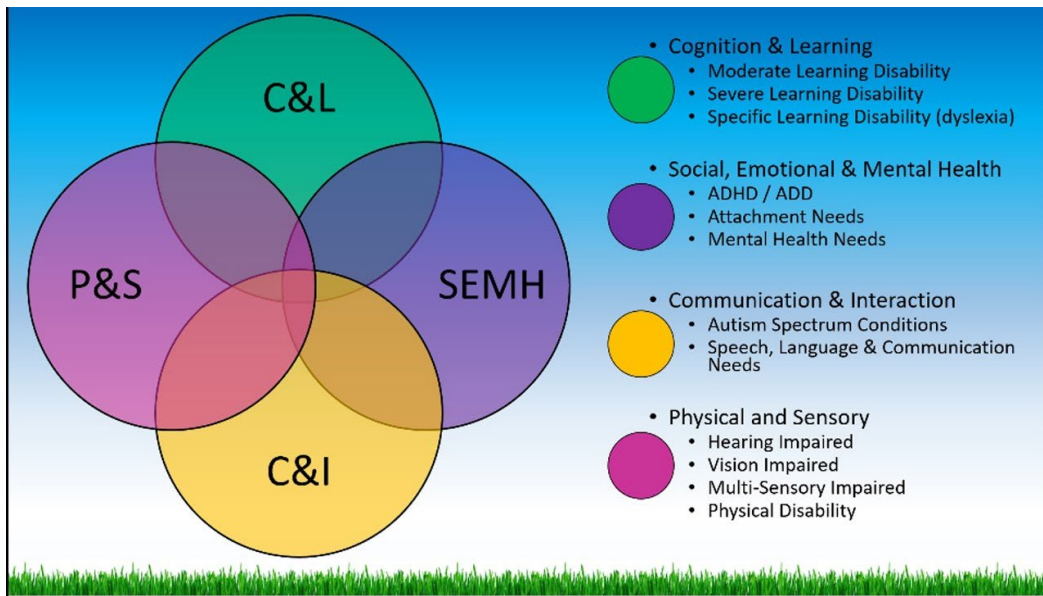 C&L
P&S
SEMH
C&I
• Cognition & Learning
• Moderate Learning Disability
• Severe Learning Disability
• Specific Learning Disability (dyslexia)
• Social, Emotional & Mental Health
• ADHD / ADD
• Attachment Needs
• Mental Health Needs
• Communication & Interaction
• Autism Spectrum Conditions
• Speech, Language & Communication
Needs
• Physical and Sensory
• Hearing Impaired
• Vision Impaired
• Multi-Sensory Impaired
• Physical Disability